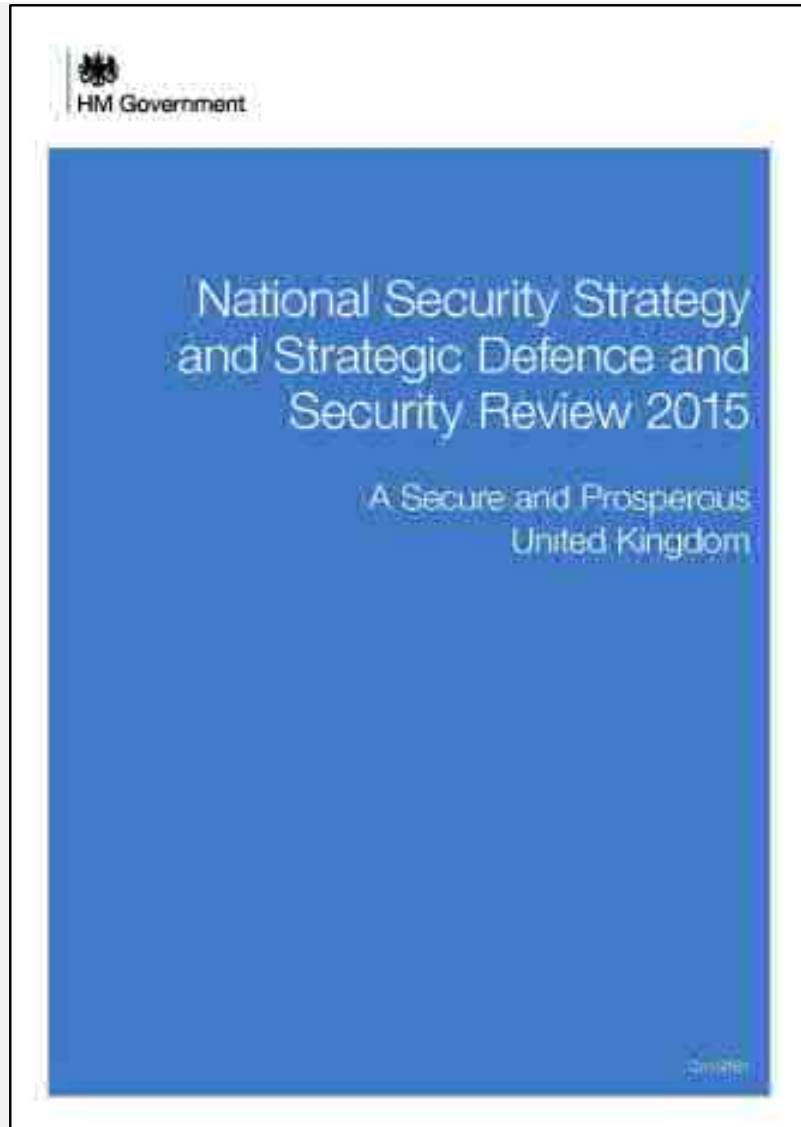 HM Government
National Security Strategy
and Strategic Defence and
Security Review 2015
A Secure and Prosperous
United Kingdom